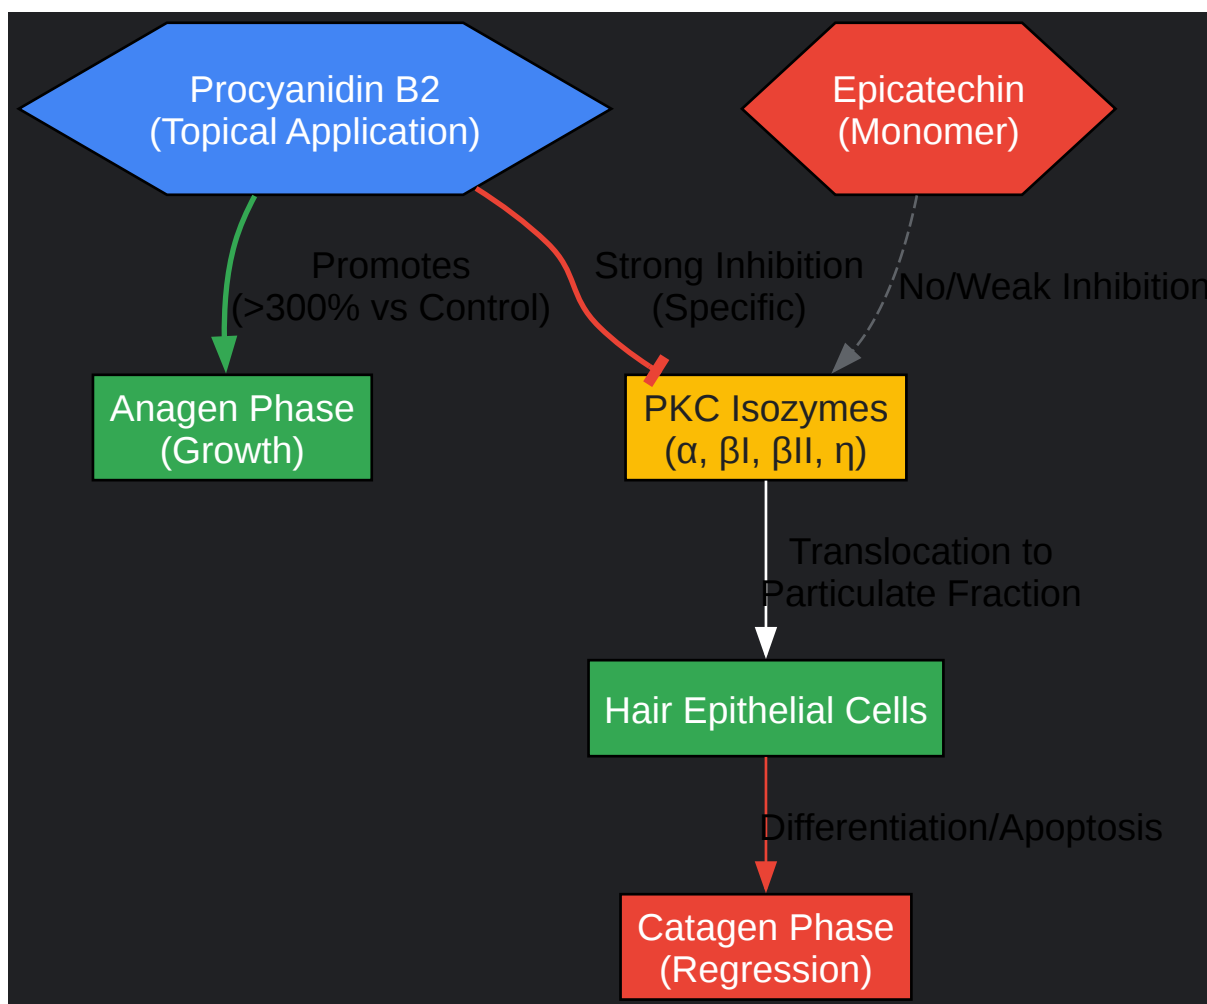 Procyanidin B2
(Topical Application)
Epicatechin
(Monomer)
Promotes
(>300% vs Control)
Strong Inhibition
(Specific)
No/Weak Inhibition
Anagen Phase
(Growth)
PKC Isozymes
(α, βI, βII, η)
Translocation to
Particulate Fraction
Hair Epithelial Cells
Differentiation/Apoptosis
Catagen Phase
(Regression)